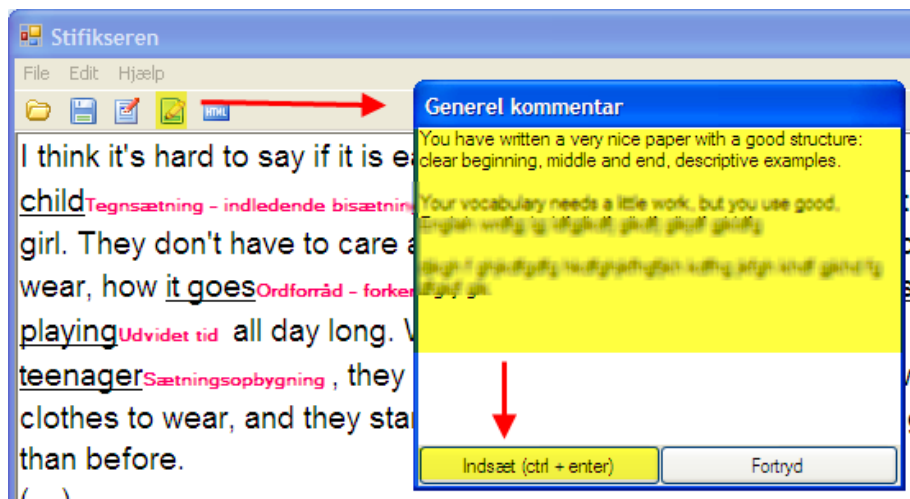 Stifikseren
File Edit Hjælp
HTML
I think it's hard to say if it is ea
childTegnsætning – indledende bisætning
girl. They don't have to care a
wear, how it goesOrdforråd – forker
playingUdvidet tid all day long.
teenagerSætningsopbygning , they
clothes to wear, and they star
than before.
Generel kommentar
You have written a very nice paper with a good structure:
clear beginning, middle and end, descriptive examples.
Your vocabulary needs a little work, but you use good,
English
Indsæt (ctrl + enter) Fortryd